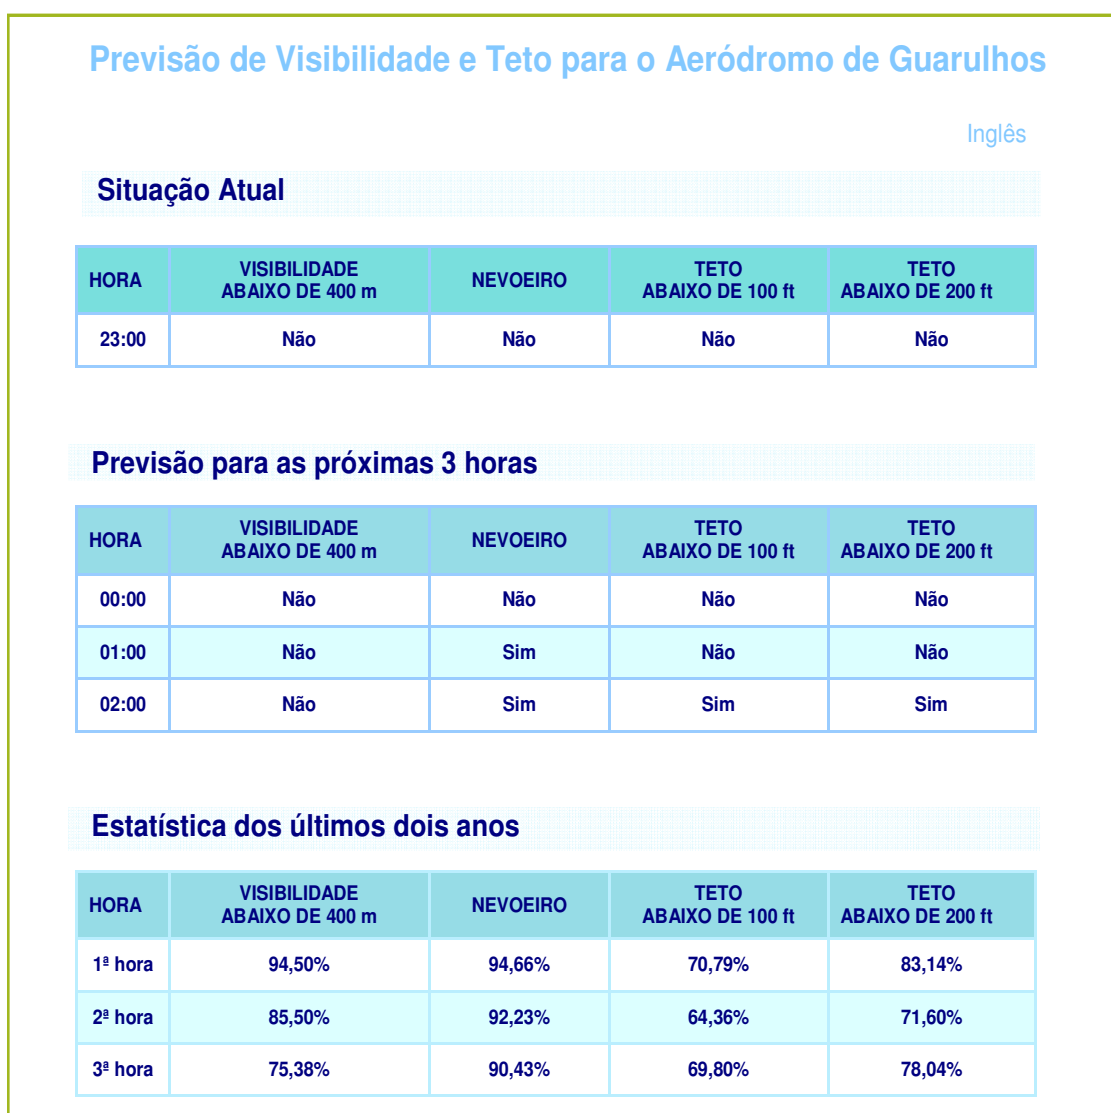 Previsão de Visibilidade e Teto para o Aeródromo de Guarulhos
Inglês
Situação Atual
HORA VISIBILIDADE ABAIXO DE 400 m NEVOEIRO TETO ABAIXO DE 100 ft TETO ABAIXO DE 200 ft
23:00 Não Não Não Não
Previsão para as próximas 3 horas
HORA VISIBILIDADE ABAIXO DE 400 m NEVOEIRO TETO ABAIXO DE 100 ft TETO ABAIXO DE 200 ft
00:00 Não Não Não Não
01:00 Não Sim Não Não
02:00 Não Sim Sim Sim
Estatística dos últimos dois anos
HORA VISIBILIDADE ABAIXO DE 400 m NEVOEIRO TETO ABAIXO DE 100 ft TETO ABAIXO DE 200 ft
1ª hora 94,50% 94,66% 70,79% 83,14%
2ª hora 85,50% 92,23% 64,36% 71,60%
3ª hora 75,38% 90,43% 69,80% 78,04%